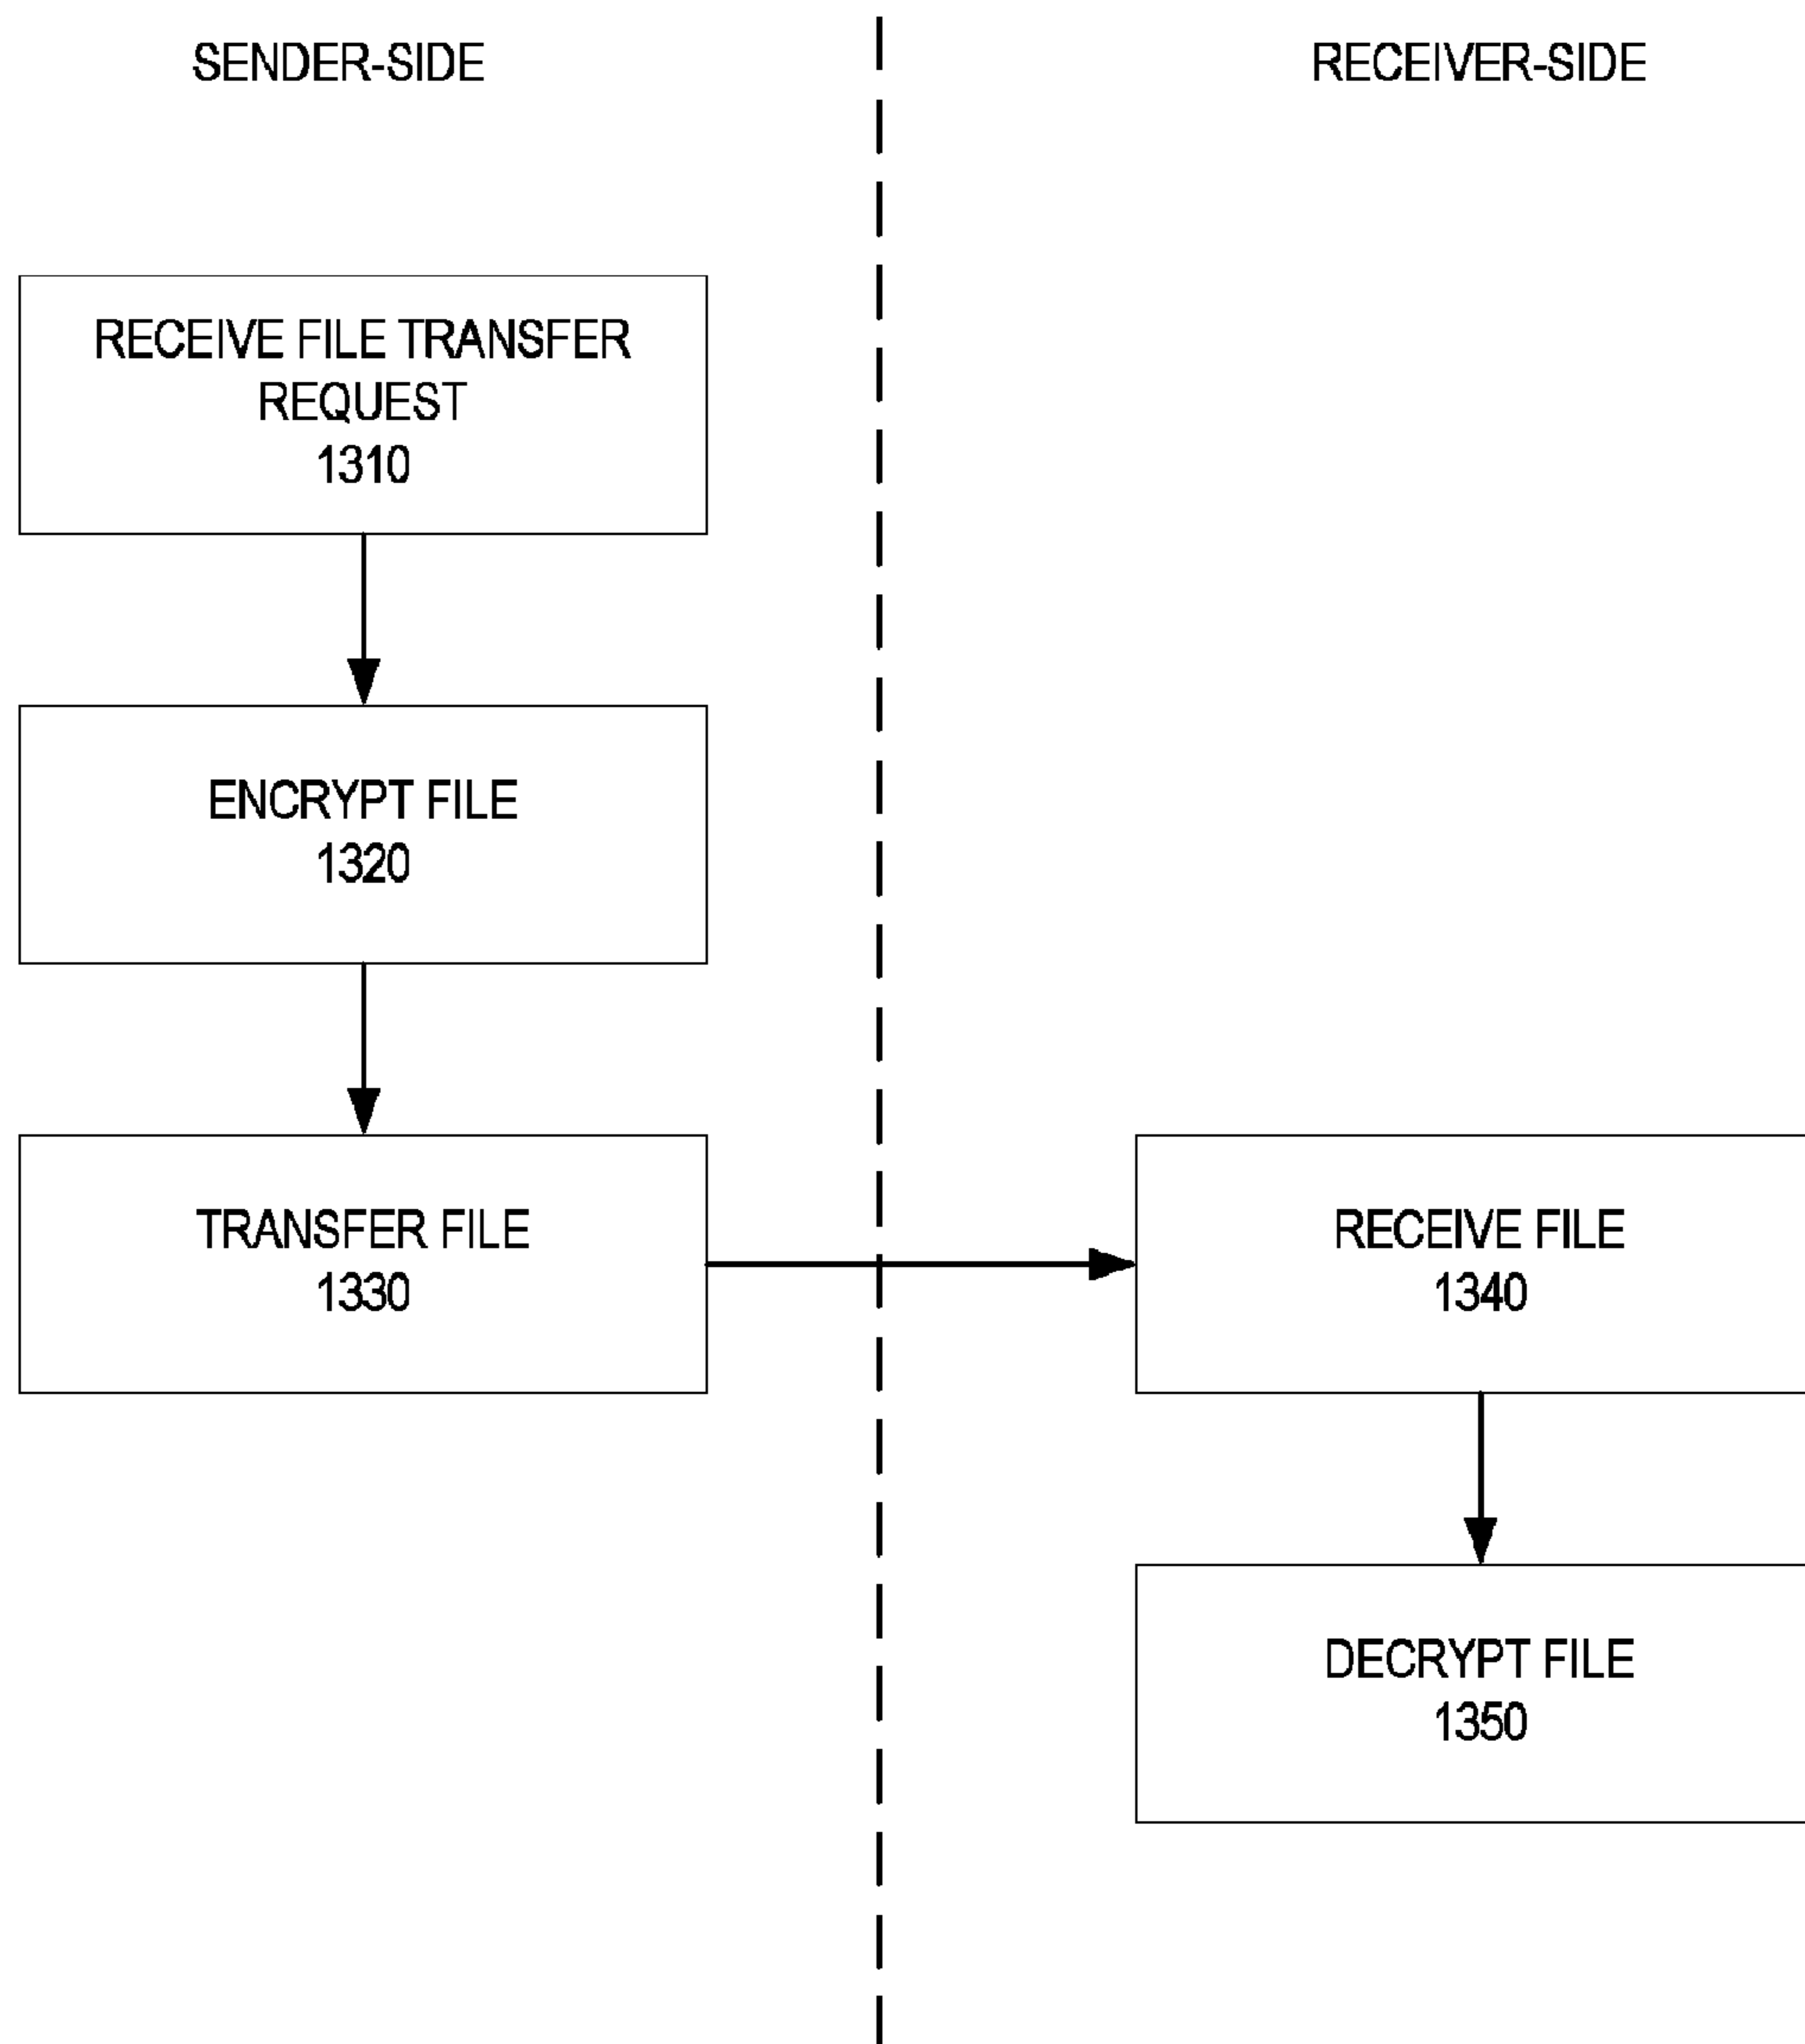 SENDER-SIDE
RECEIVER-SIDE
RECEIVE FILE TRANSFER
REQUEST
1310
ENCRYPT FILE
1320
TRANSFER FILE
1330
RECEIVE FILE
1340
DECRYPT FILE
1350